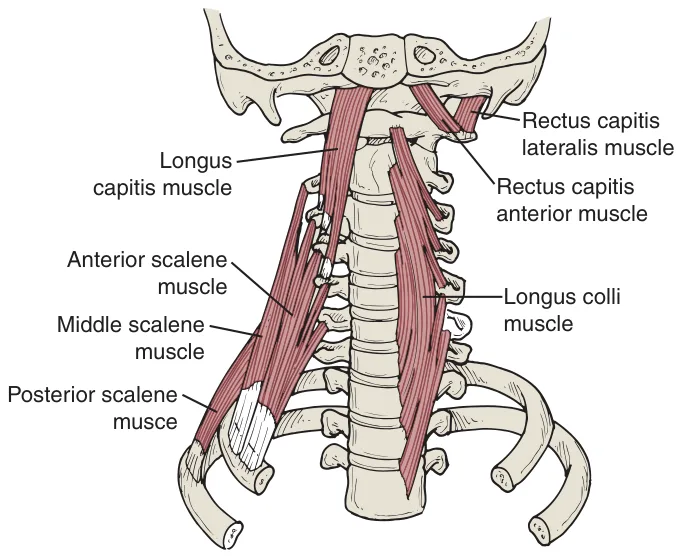 Longus
capitis muscle
Anterior scalene
muscle
Middle scalene
muscle
Posterior scalene
musce
Rectus capitis
lateralis muscle
Rectus capitis
anterior muscle
Longus colli
muscle